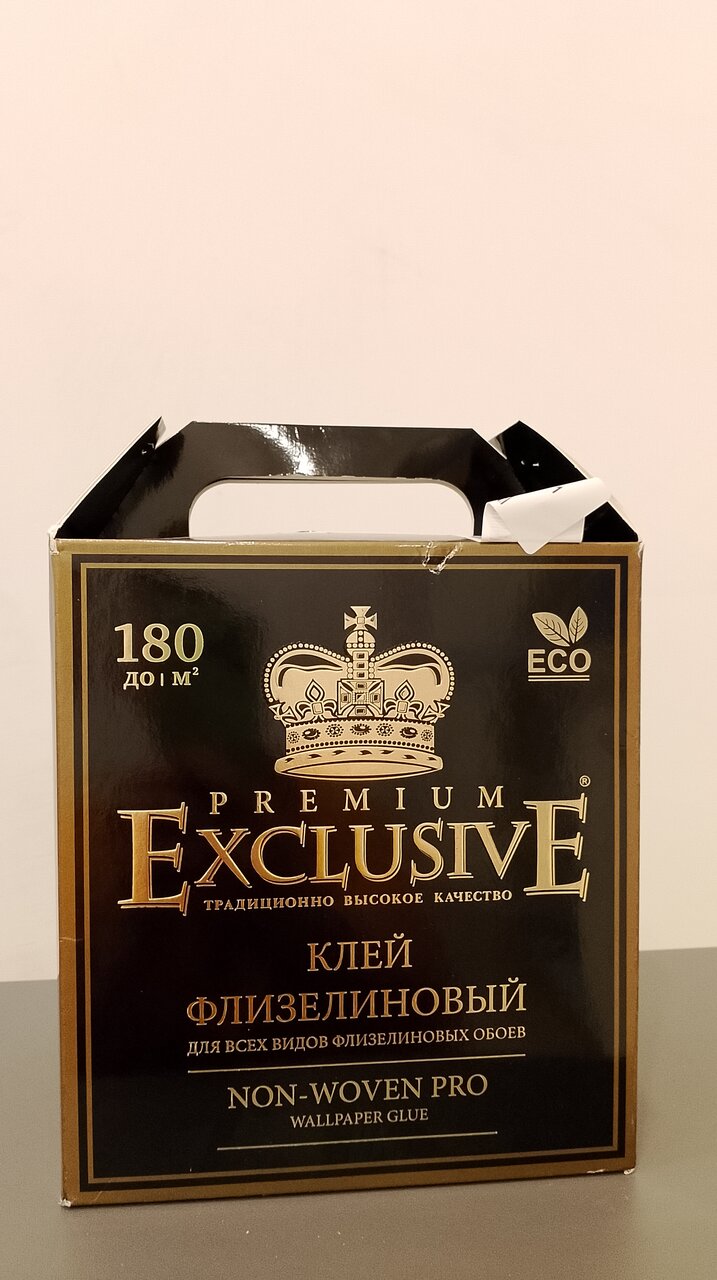 180
ДО М²
ECO
PREMIUM
EXCLUSIVE®
ТРАДИЦИОННО ВЫСОКОЕ КАЧЕСТВО
КЛЕЙ
ФЛИЗЕЛИНОВЫЙ
ДЛЯ ВСЕХ ВИДОВ ФЛИЗЕЛИНОВЫХ ОБОЕВ
NON-WOVEN PRO
WALLPAPER GLUE